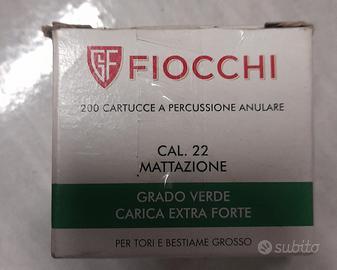 GF FIOCCHI
200 CARTUCCE A PERCUSSIONE ANULARE
CAL. 22
MATTAZIONE
GRADO VERDE
CARICA EXTRA FORTE
PER TORI E BESTIAME GROSSO
subito